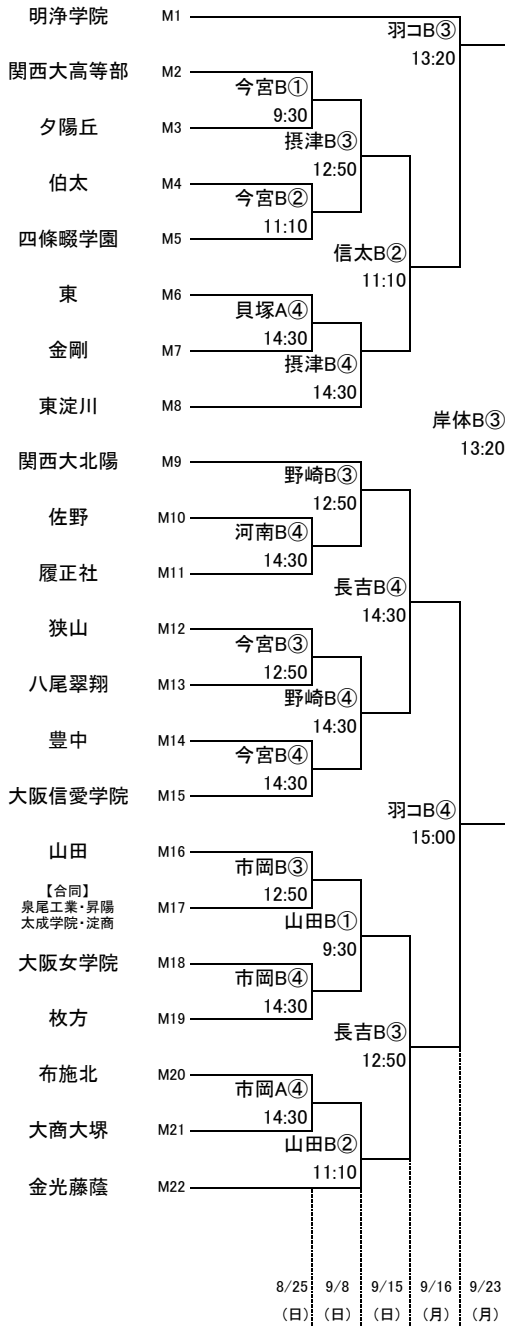 明浄学院 M1
羽コB③
13:20
関西大高等部 M2
今宮B①
9:30
夕陽丘 M3
摂津B③
12:50
伯太 M4
今宮B②
11:10
四條畷学園 M5
信太B②
11:10
東 M6
貝塚A④
14:30
金剛 M7
摂津B④
14:30
東淀川 M8
岸体B③
13:20
関西大北陽 M9
野崎B③
12:50
佐野 M10
河南B④
14:30
履正社 M11
長吉B④
14:30
狭山 M12
今宮B③
12:50
八尾翠翔 M13
野崎B④
14:30
豊中 M14
今宮B④
14:30
大阪信愛学院 M15
羽コB④
15:00
山田 M16
市岡B③
12:50
【合同】
泉尾工業・昇陽 M17
太成学院・淀商
山田B①
9:30
大阪女学院 M18
市岡B④
14:30
枚方 M19
長吉B③
12:50
布施北 M20
市岡A④
14:30
大商大堺 M21
山田B②
11:10
金光藤蔭 M22
8/25 9/8 9/15 9/16 9/23
（日） （日） （日） （月） （月）